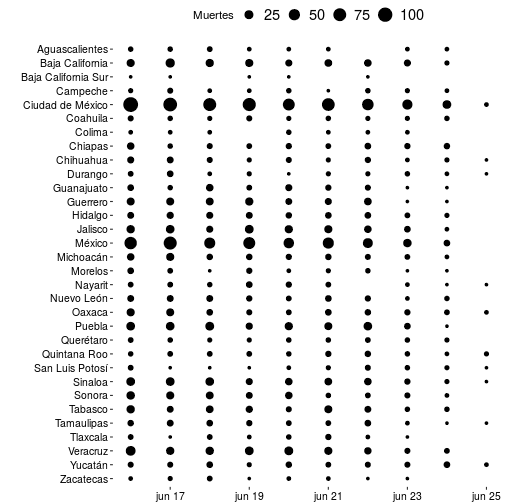 Muertes 25 50 75 100
Aguascalientes
Baja California
Baja California Sur
Campeche
Ciudad de México
Coahuila
Colima
Chiapas
Chihuahua
Durango
Guanajuato
Guerrero
Hidalgo
Jalisco
México
Michoacán
Morelos
Nayarit
Nuevo León
Oaxaca
Puebla
Querétaro
Quintana Roo
San Luis Potosí
Sinaloa
Sonora
Tabasco
Tamaulipas
Tlaxcala
Veracruz
Yucatán
Zacatecas
jun 17 jun 19 jun 21 jun 23 jun 25